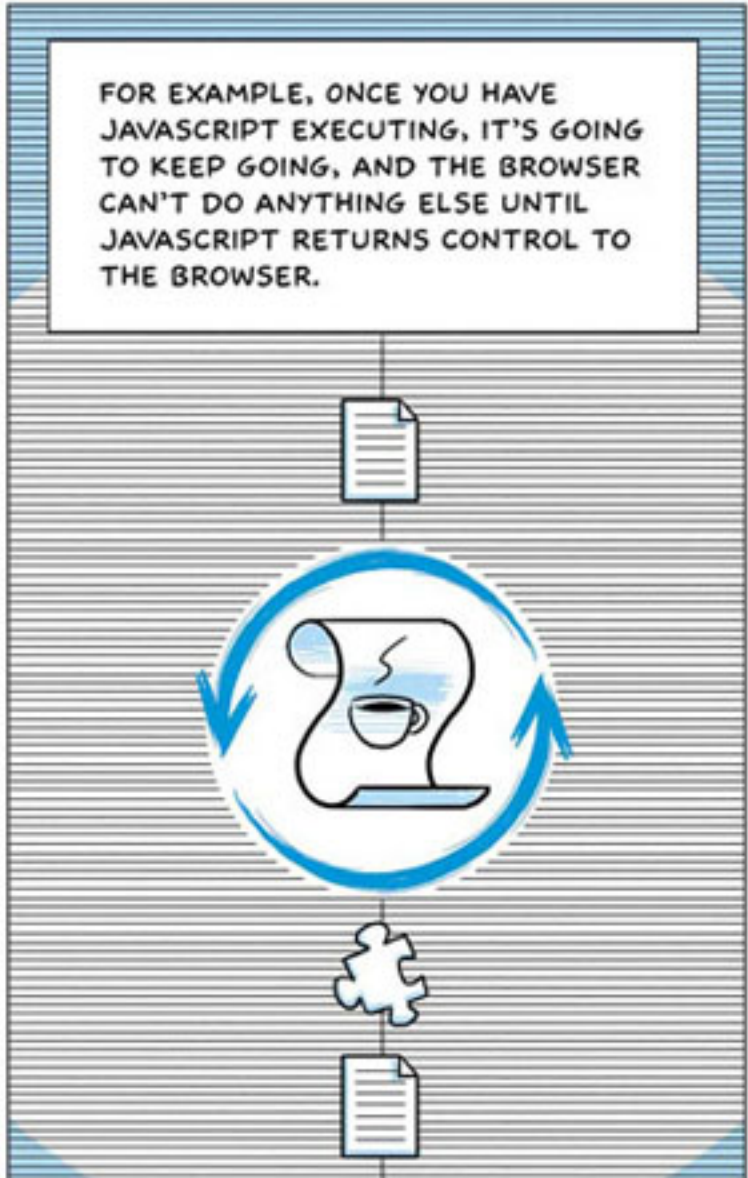 FOR EXAMPLE, ONCE YOU HAVE
JAVASCRIPT EXECUTING, IT'S GOING
TO KEEP GOING, AND THE BROWSER
CAN'T DO ANYTHING ELSE UNTIL
JAVASCRIPT RETURNS CONTROL TO
THE BROWSER.